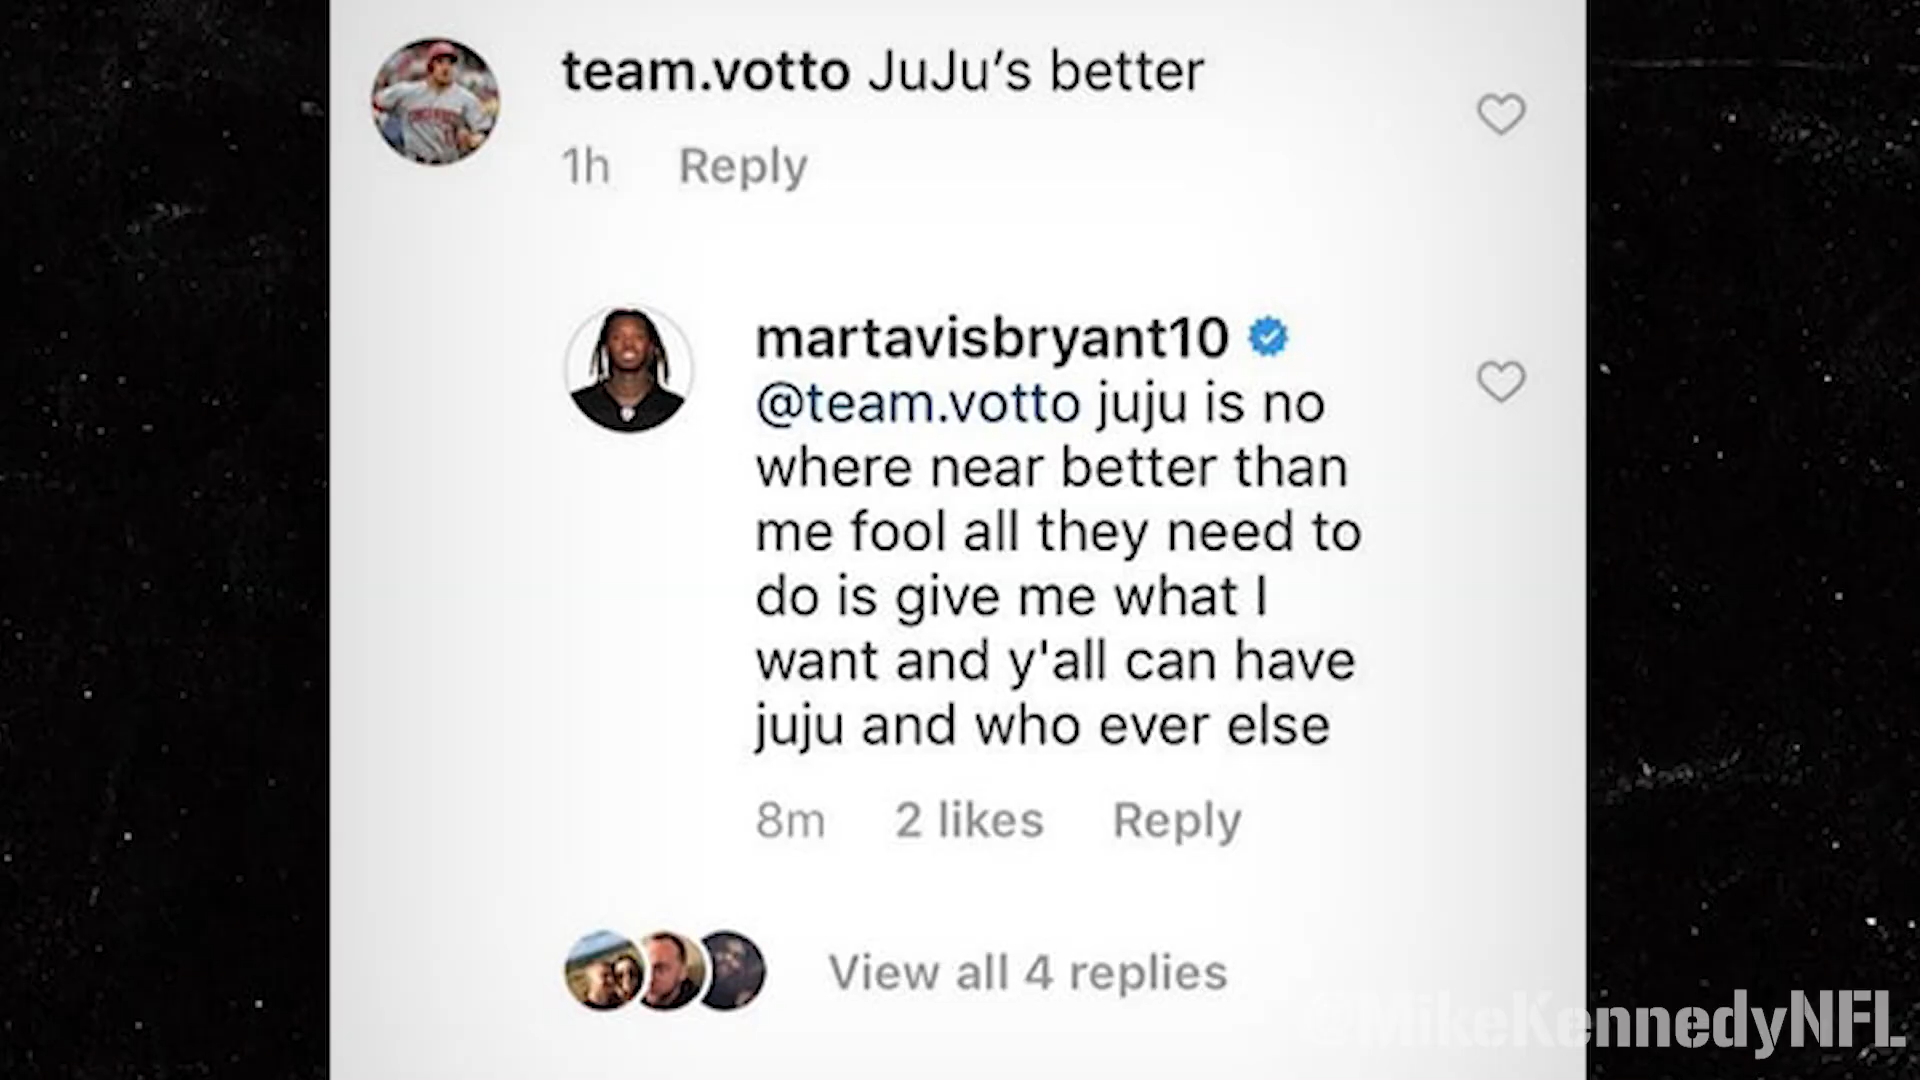 team.votto JuJu's better
1h Reply
martavisbryant10
@team.votto juju is no
where near better than
me fool all they need to
do is give me what I
want and y'all can have
juju and who ever else
8m 2 likes Reply
View all 4 replies
@MikeKennedyNFL